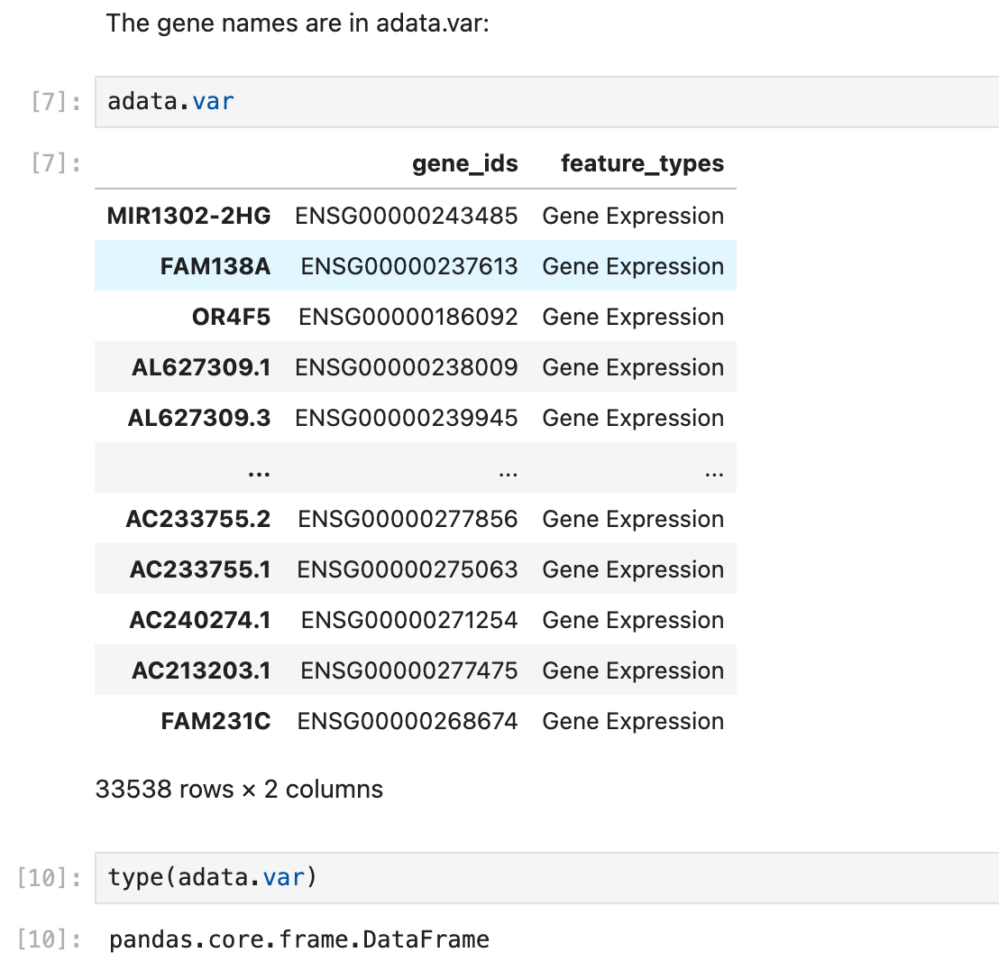 The gene names are in adata.var:
[7]: adata.var
[7]: gene_ids feature_types
MIR1302-2HG ENSG00000243485 Gene Expression
FAM138A ENSG00000237613 Gene Expression
OR4F5 ENSG00000186092 Gene Expression
AL627309.1 ENSG00000238009 Gene Expression
AL627309.3 ENSG00000239945 Gene Expression
... ... ...
AC233755.2 ENSG00000277856 Gene Expression
AC233755.1 ENSG00000275063 Gene Expression
AC240274.1 ENSG00000271254 Gene Expression
AC213203.1 ENSG00000277475 Gene Expression
FAM231C ENSG00000268674 Gene Expression
33538 rows × 2 columns
[10]: type(adata.var)
[10]: pandas.core.frame.DataFrame